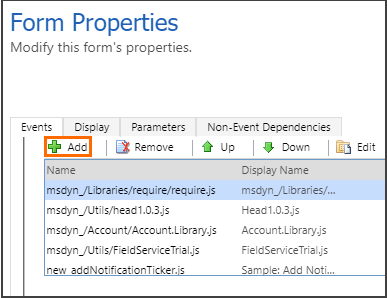 Form Properties
Modify this form's properties.
Events Display Parameters Non-Event Dependencies
Add Remove Up Down Edit
Name Display Name
msdyn_/Libraries/require/require.js msdyn_/Libraries/...
msdyn_/Utils/head1.0.3.js Head1.0.3.js
msdyn_/Account/Account.Library.js Account.Library.js
msdyn_/Utils/FieldServiceTrial.js FieldServiceTrial.js
new_addNotificationTicker.js Sample: Add Noti...